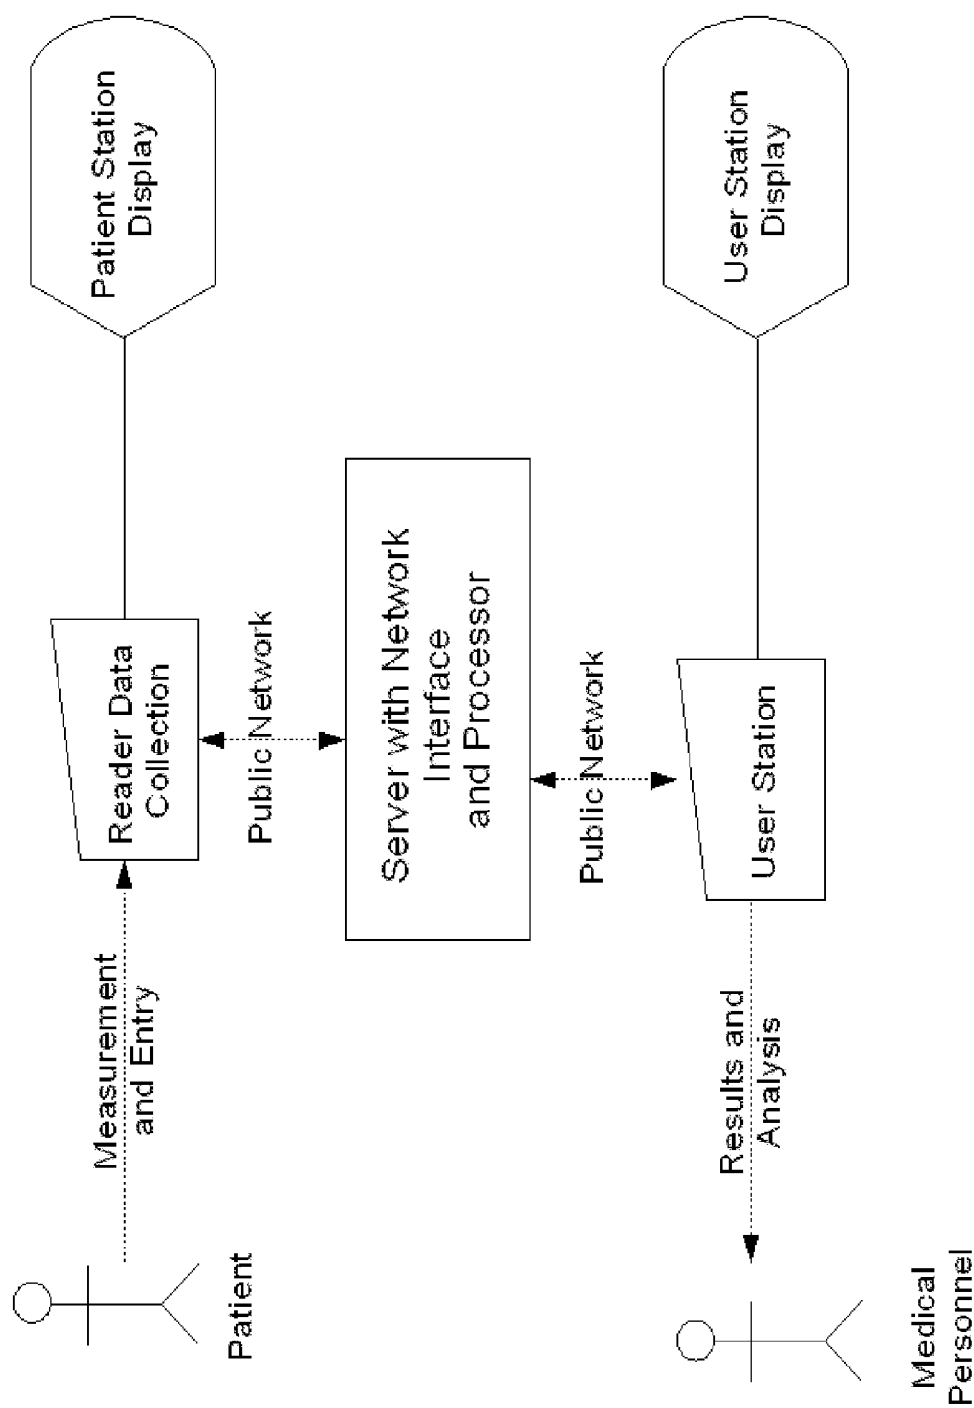 Patient
Measurement
and Entry
Reader Data
Collection
Patient Station
Display
Public Network
Server with Network
Interface
and Processor
Public Network
Medical
Personnel
Results and
Analysis
User Station
User Station
Display